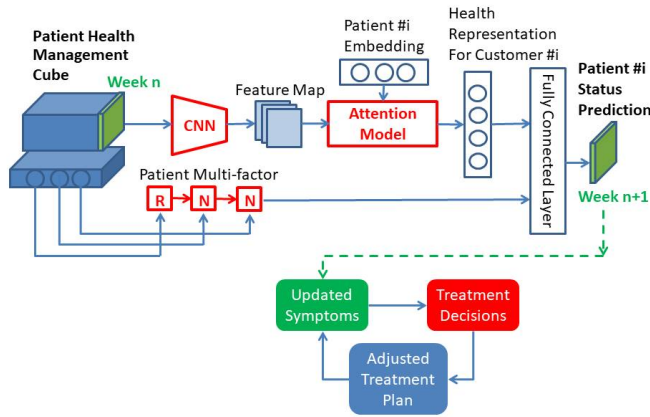 Patient Health
Management
Cube
Week n
CNN
Feature Map
Patient #i
Embedding
Attention
Model
Health
Representation
For Customer #i
Fully Connected Layer
Patient #i
Status
Prediction
Week n+1
Patient Multi-factor
R
N
N
Updated
Symptoms
Treatment
Decisions
Adjusted
Treatment
Plan